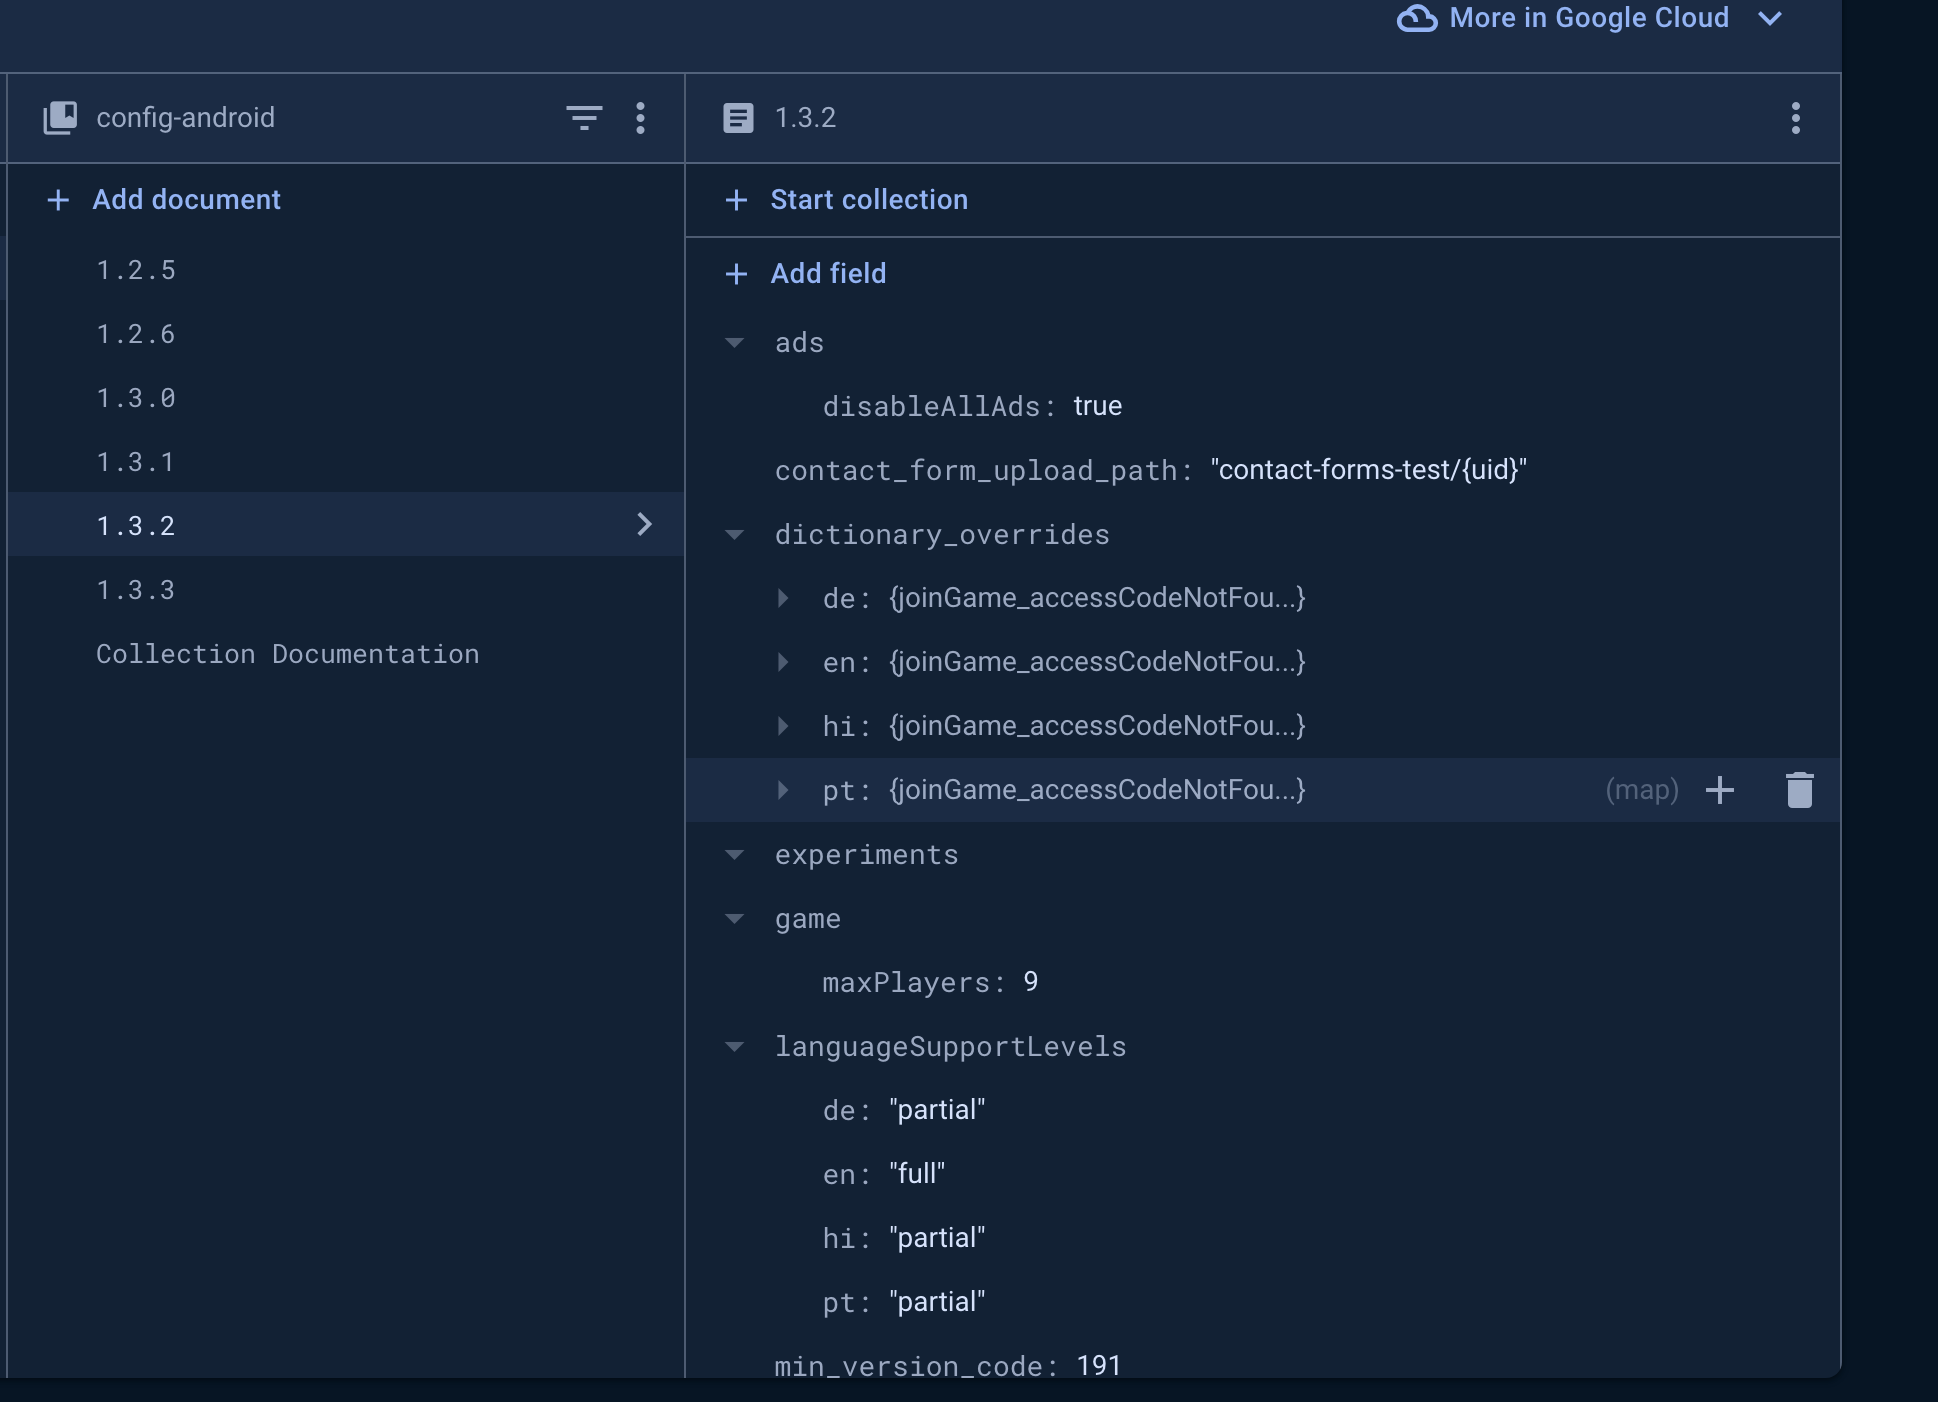 More in Google Cloud
config-android
Add document
1.2.5
1.2.6
1.3.0
1.3.1
1.3.2
1.3.3
Collection Documentation
1.3.2
Start collection
Add field
ads
disableAllAds: true
contact_form_upload_path: "contact-forms-test/{uid}"
dictionary_overrides
de: {joinGame_accessCodeNotFou...}
en: {joinGame_accessCodeNotFou...}
hi: {joinGame_accessCodeNotFou...}
pt: {joinGame_accessCodeNotFou...} (map)
experiments
game
maxPlayers: 9
languageSupportLevels
de: "partial"
en: "full"
hi: "partial"
pt: "partial"
min_version_code: 191